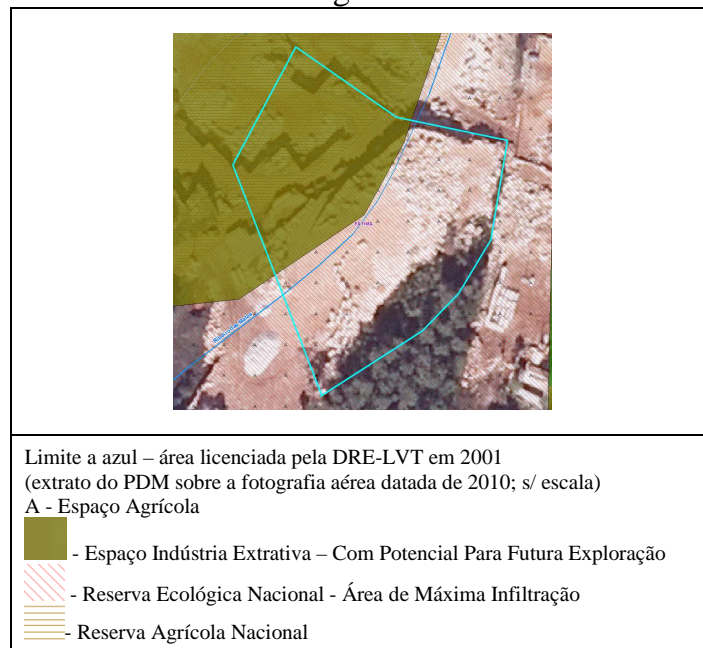 FATIMA
Limite a azul – área licenciada pela DRE-LVT em 2001
(extrato do PDM sobre a fotografia aérea datada de 2010; s/ escala)
A - Espaço Agrícola
- Espaço Indústria Extrativa – Com Potencial Para Futura Exploração
- Reserva Ecológica Nacional - Área de Máxima Infiltração
- Reserva Agrícola Nacional